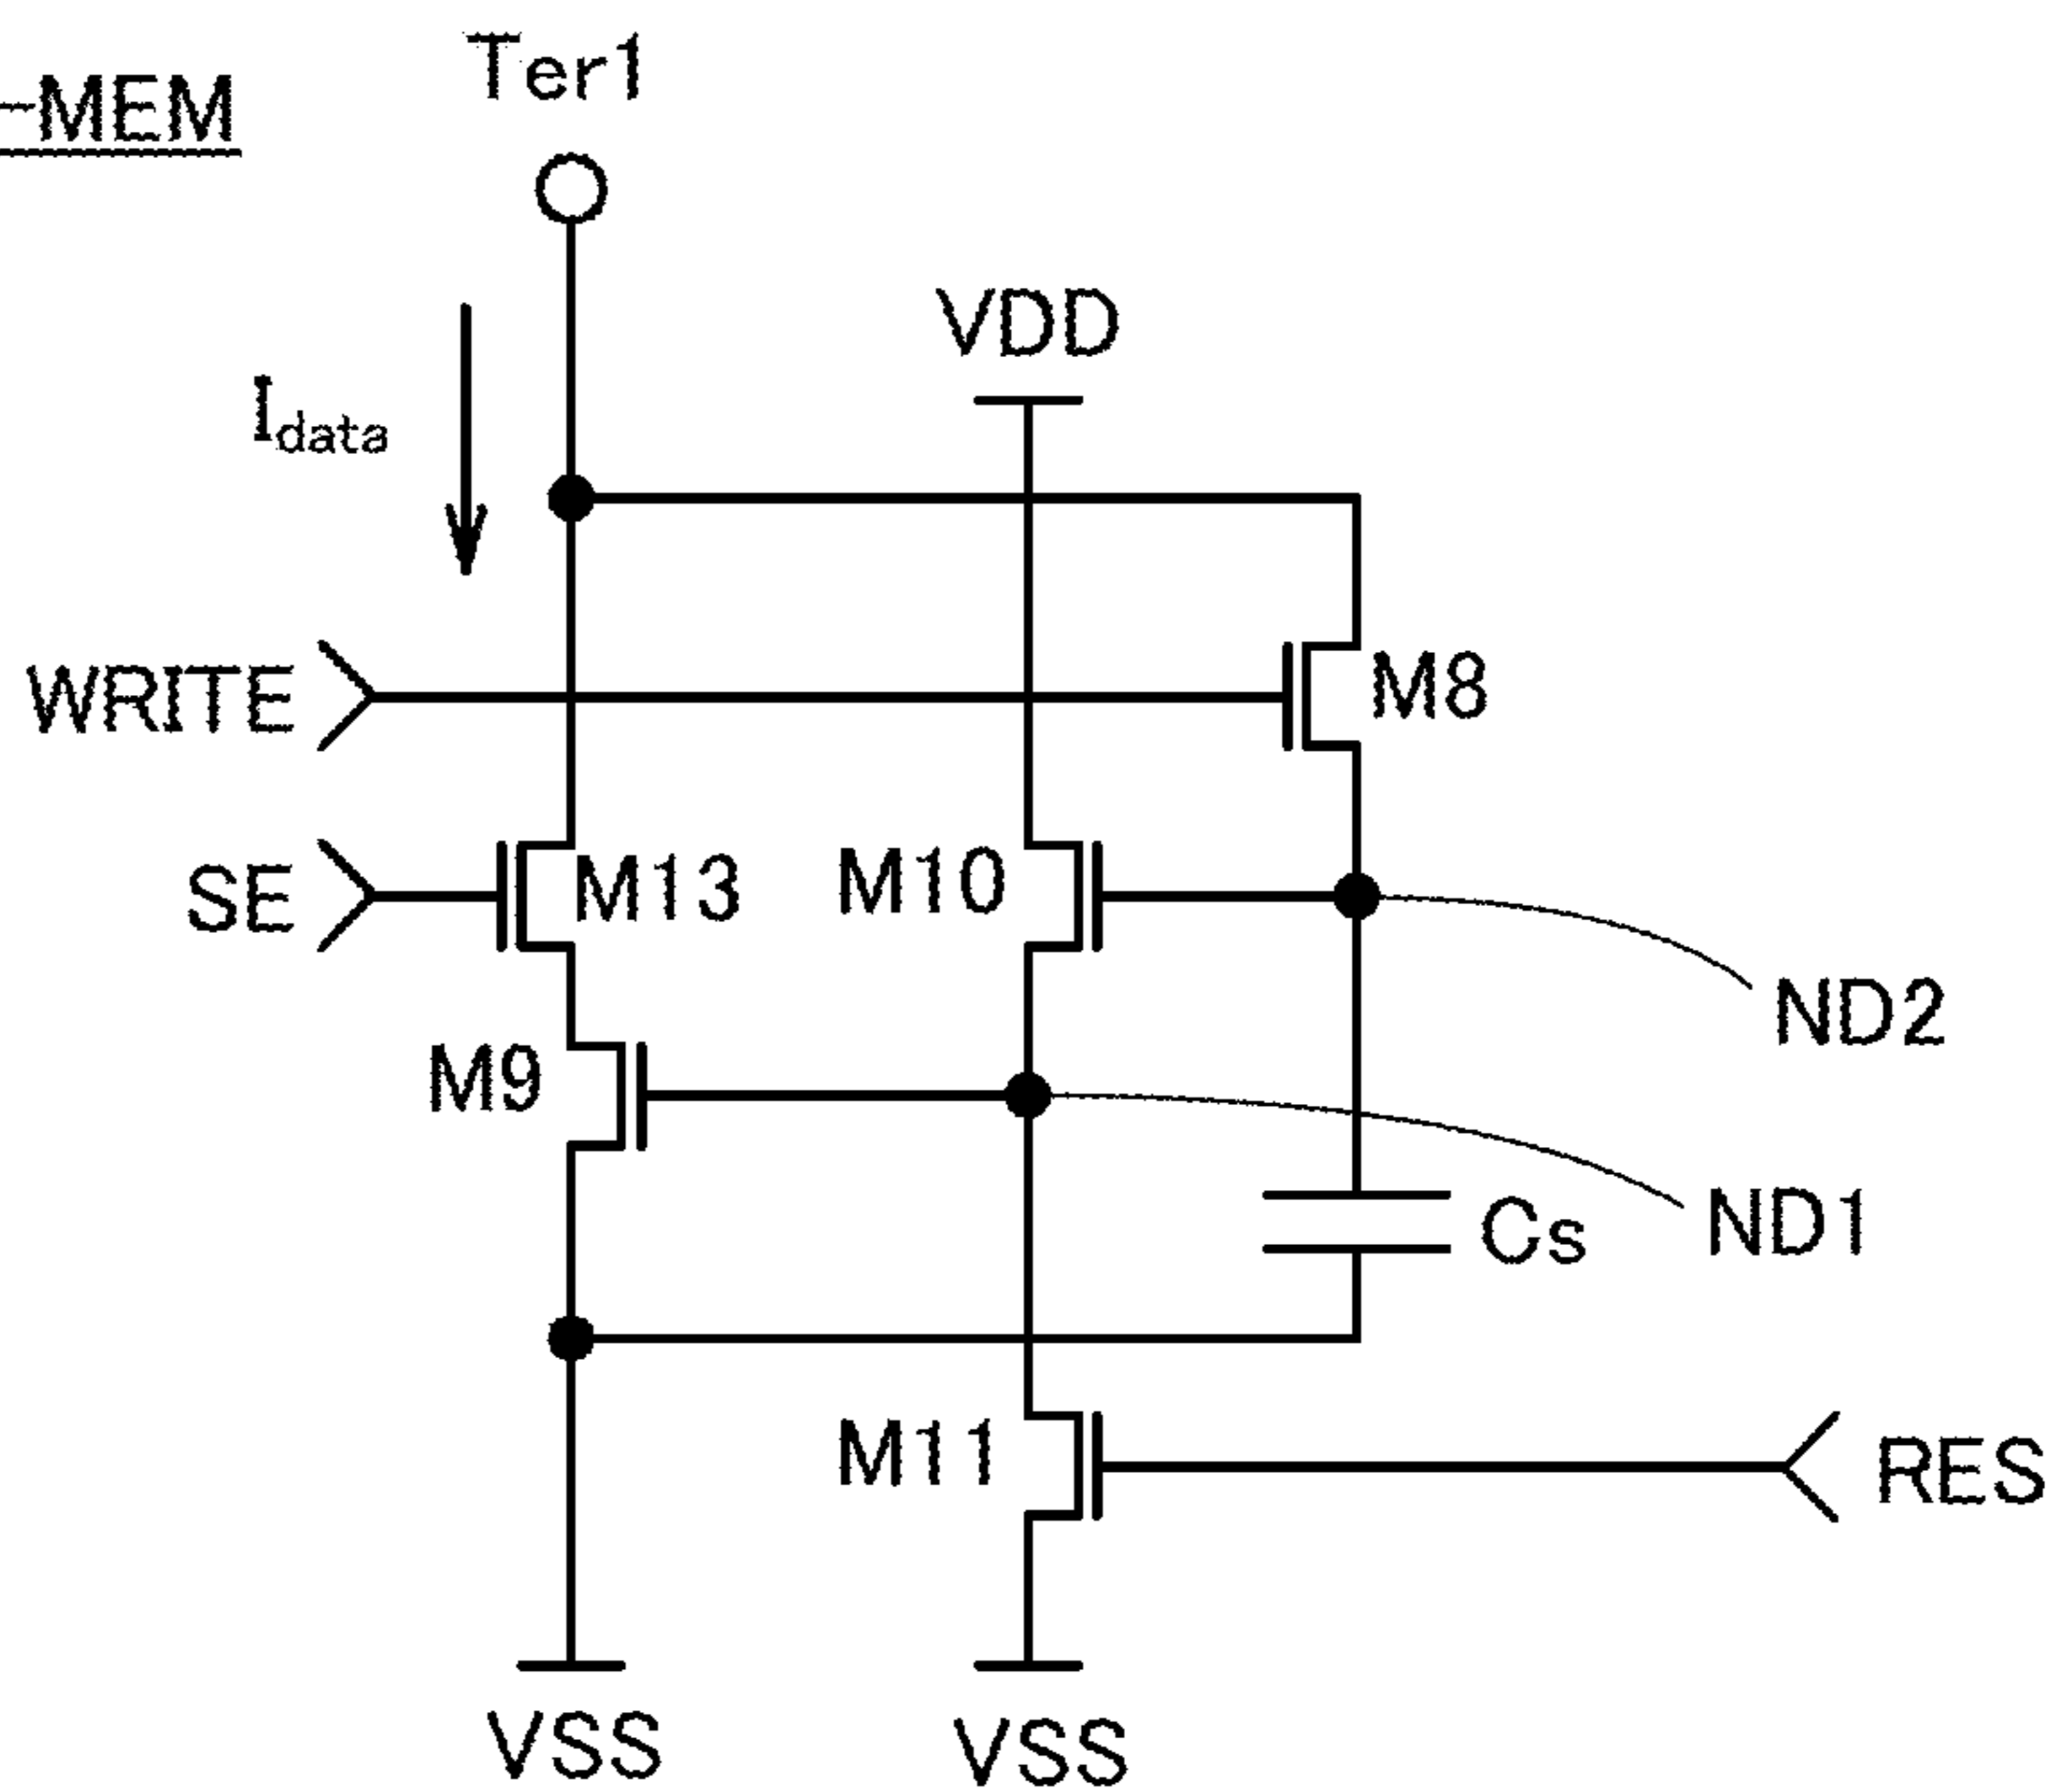 -MEM
Ter1
VDD
Idata
WRITE
M8
SE
M13
M10
ND2
M9
ND1
Cs
M11
RES
VSS
VSS